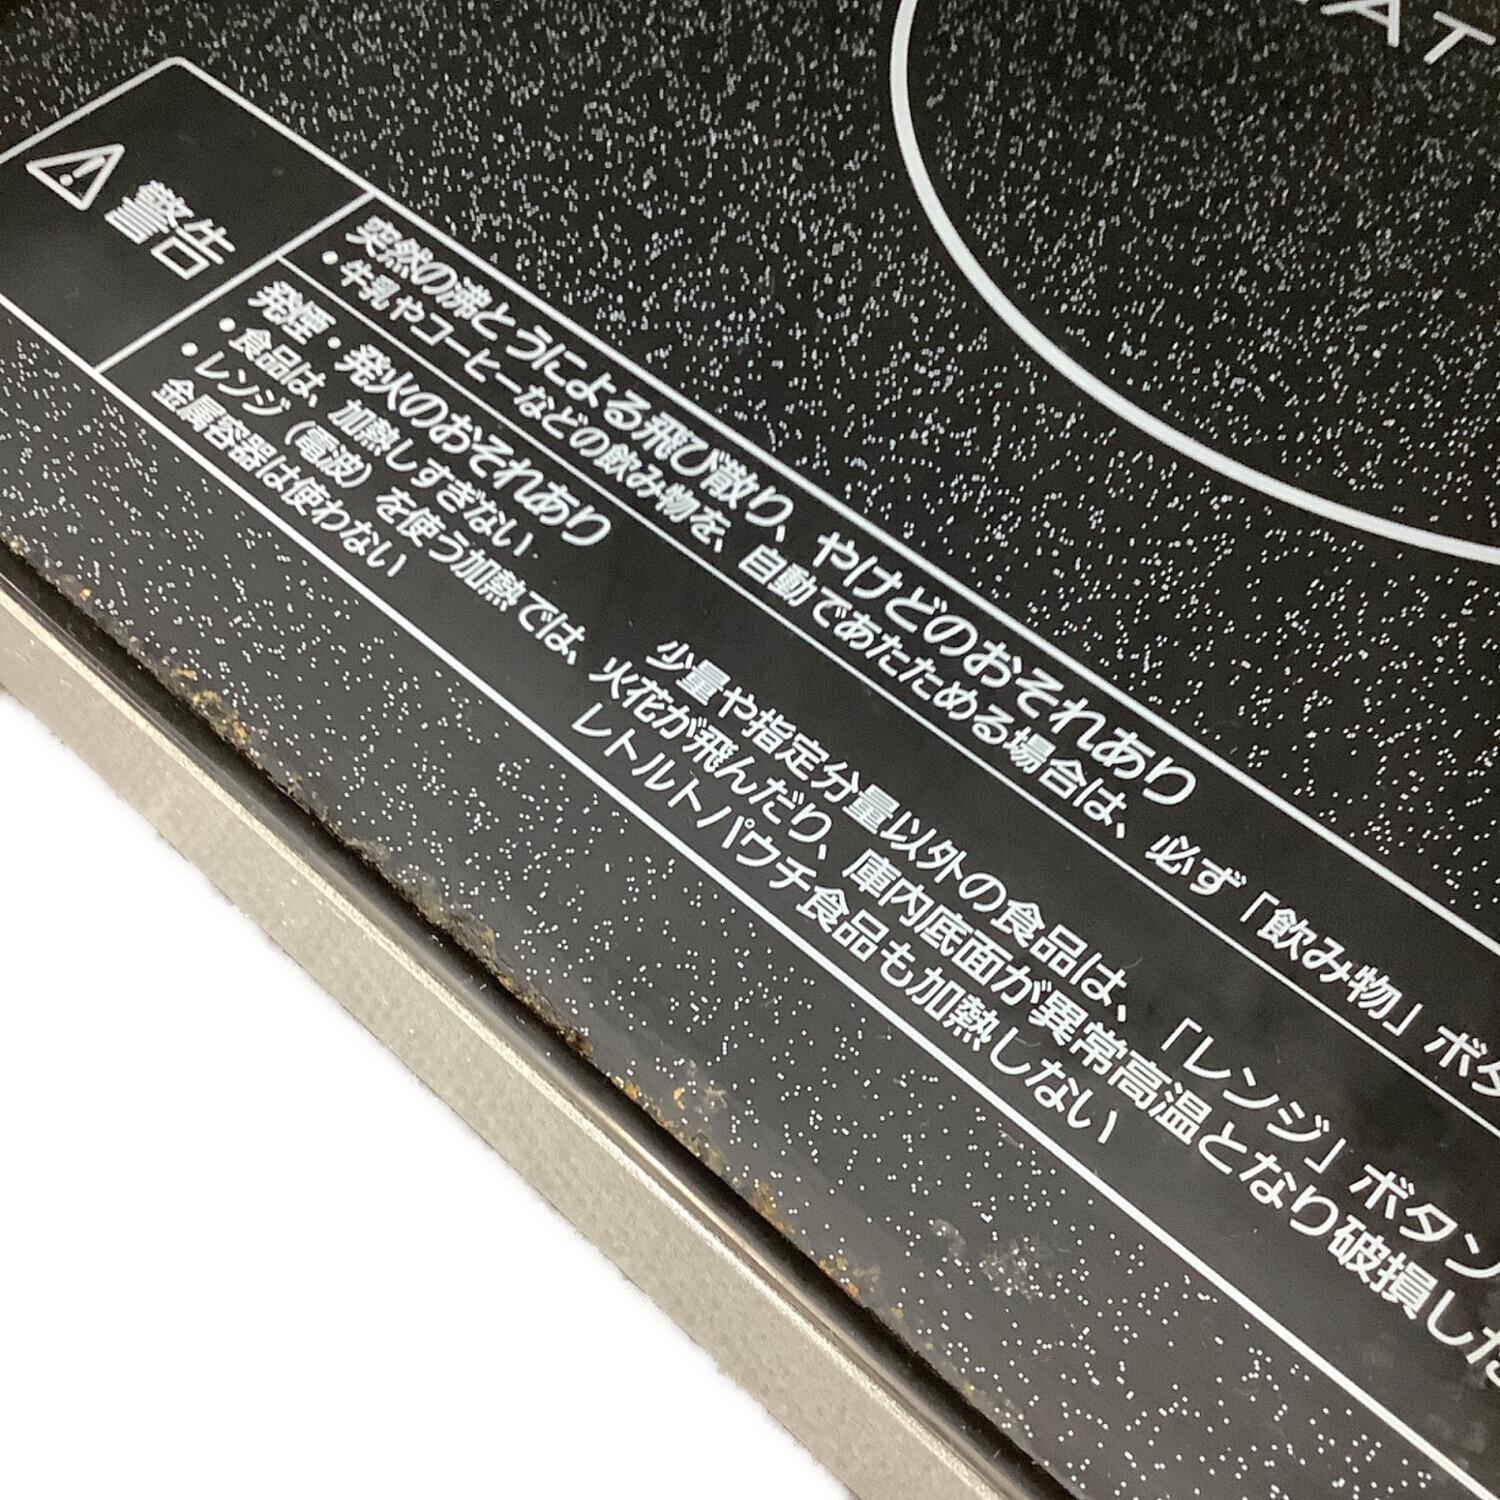 AT
警告
突然の沸とうによる飛び散り、やけどのおそれあり
・牛乳やコーヒーなどの飲み物を、自動であたためる場合は、必ず「飲み物」ボタ
発煙・発火のおそれあり
・食品は、加熱しすぎない 少量や指定分量以外の食品は、「レンジ」ボタン
・レンジ（電波）を使う加熱では、火花が飛んだり、庫内底面が異常高温となり破損した
金属容器は使わない レトルトパウチ食品も加熱しない